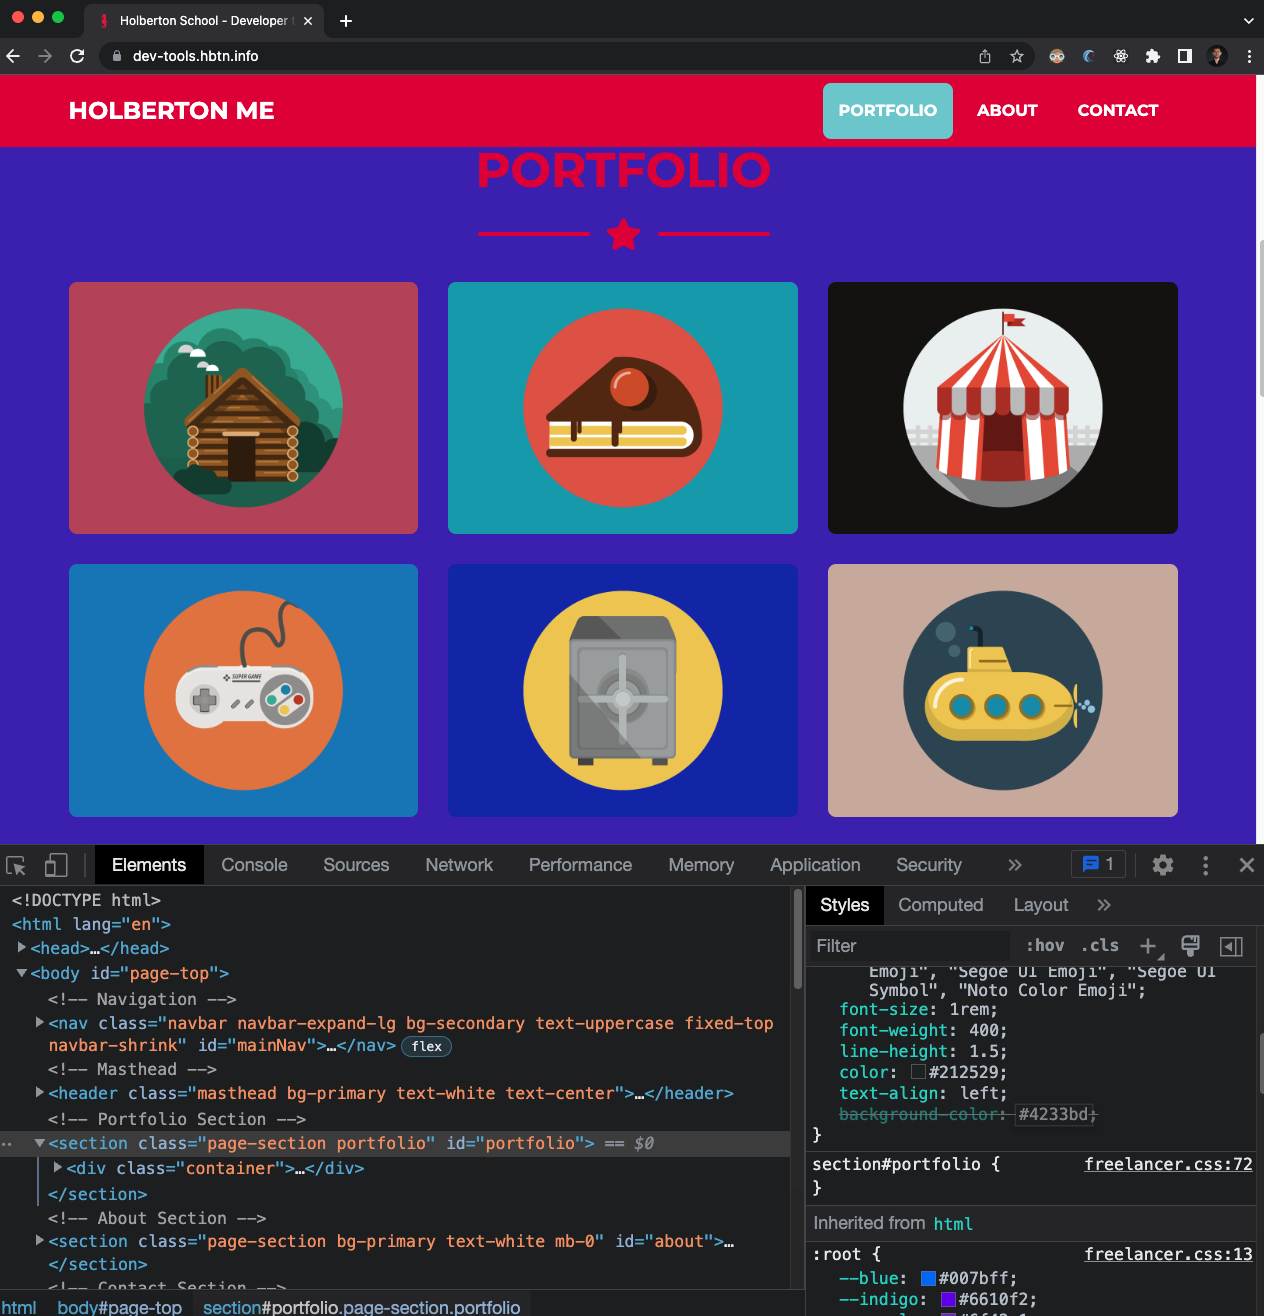 Holberton School - Developer
dev-tools.hbtn.info
HOLBERTON ME
PORTFOLIO
ABOUT
CONTACT
PORTFOLIO
SUPER GAME
Elements
Console
Sources
Network
Performance
Memory
Application
Security
»
1
<!DOCTYPE html>
<html lang="en">
▶<head>…</head>
▼<body id="page-top">
<!-- Navigation -->
▶<nav class="navbar navbar-expand-lg bg-secondary text-uppercase fixed-top
navbar-shrink" id="mainNav">…</nav> flex
<!-- Masthead -->
▶<header class="masthead bg-primary text-white text-center">…</header>
<!-- Portfolio Section -->
▼<section class="page-section portfolio" id="portfolio"> == $0
▶<div class="container">…</div>
</section>
<!-- About Section -->
▶<section class="page-section bg-primary text-white mb-0" id="about">…
</section>
<!-- Contact Section -->
html body#page-top section#portfolio.page-section.portfolio
Styles
Computed
Layout
»
Filter
:hov
.cls
+
Emoji", "Segoe UI Emoji", "Segoe UI
Symbol", "Noto Color Emoji";
font-size: 1rem;
font-weight: 400;
line-height: 1.5;
color: #212529;
text-align: left;
background-color: #4233bd;
}
section#portfolio {
freelancer.css:72
}
Inherited from html
:root {
freelancer.css:13
--blue: #007bff;
--indigo: #6610f2;